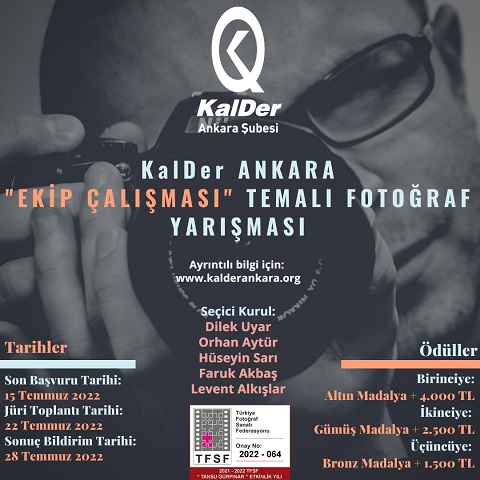 KalDer
Ankara Şubesi
KalDer ANKARA
"EKİP ÇALIŞMASI" TEMALI FOTOĞRAF
YARIŞMASI
Ayrıntılı bilgi için:
www.kalderankara.org
Seçici Kurul:
Dilek Uyar
Orhan Aytür
Hüseyin Sarı
Faruk Akbaş
Levent Alkışlar
Tarihler
Son Başvuru Tarihi:
15 Temmuz 2022
Jüri Toplantı Tarihi:
22 Temmuz 2022
Sonuç Bildirim Tarihi:
28 Temmuz 2022
Ödüller
Birinciye:
Altın Madalya + 4.000 TL
İkinciye:
Gümüş Madalya + 2.500 TL
Üçüncüye:
Bronz Madalya + 1.500 TL
TFSF
Türkiye
Fotoğraf
Sanatı
Federasyonu
Onay No:
2022 - 064
2021 - 2022 TFSF
" TANSU GÜRPINAR " ETKİNLİK YILI